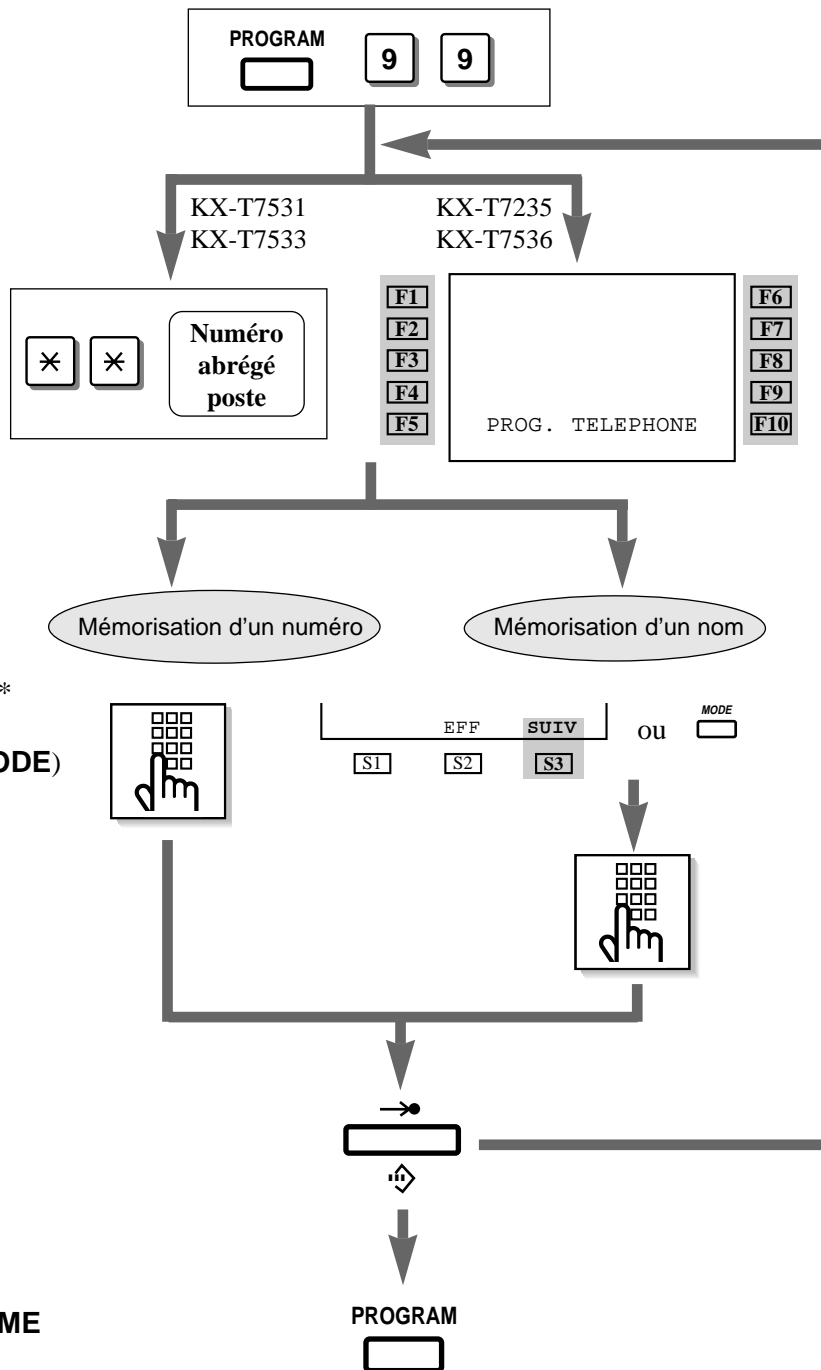 PROGRAM
9 9
KX-T7531
KX-T7533
KX-T7235
KX-T7536
* *
Numéro
abrégé
poste
F1
F2
F3
F4
F5
PROG. TELEPHONE
F6
F7
F8
F9
F10
Mémorisation d'un numéro
Mémorisation d'un nom
*
ODE)
EFF SUIV
S1 S2 S3
ou
MODE
ME
PROGRAM